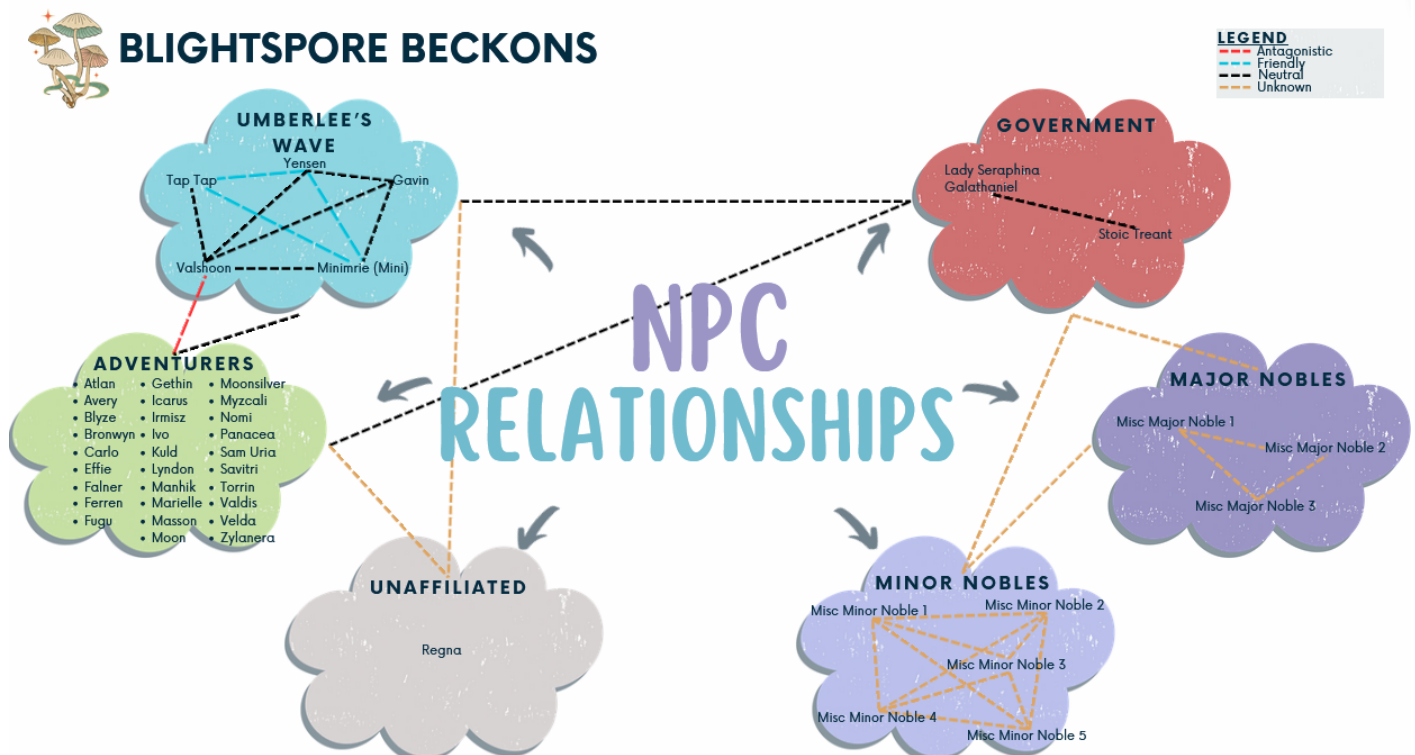 BLIGHTSPORE BECKONS
LEGEND
Antagonistic
Friendly
Neutral
Unknown
UMBERLEE'S
WAVE
Yensen
Tap Tap
Gavin
Valshoon
Minimrie (Mini)
GOVERNMENT
Lady Seraphina
Galathaniel
Stoic Treant
NPC
RELATIONSHIPS
ADVENTURERS
• Atlan
• Avery
• Blyze
• Bronwyn
• Carlo
• Effie
• Falner
• Ferren
• Fugu
• Gethin
• Icarus
• Irmisz
• Ivo
• Kuld
• Lyndon
• Manhik
• Marielle
• Masson
• Moon
• Moonsilver
• Myzcali
• Nomi
• Panacea
• Sam Uria
• Savitri
• Torrin
• Valdis
• Velda
• Zylanera
MAJOR NOBLES
Misc Major Noble 1
Misc Major Noble 2
Misc Major Noble 3
UNAFFILIATED
Regna
MINOR NOBLES
Misc Minor Noble 1
Misc Minor Noble 2
Misc Minor Noble 3
Misc Minor Noble 4
Misc Minor Noble 5